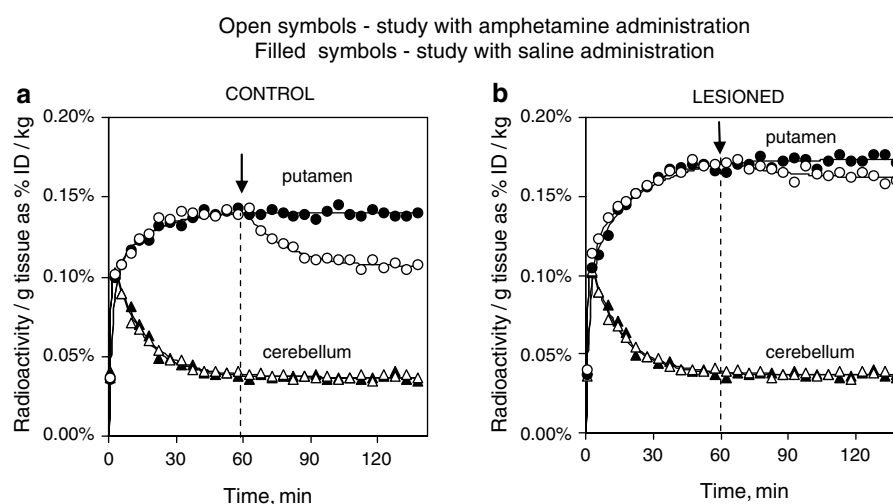 Open symbols - study with amphetamine administration
Filled symbols - study with saline administration
a
CONTROL
Radioactivity / g tissue as % ID / kg
0.20%
0.15%
0.10%
0.05%
0.00%
putamen
cerebellum
0
30
60
90
120
Time, min
b
LESIONED
Radioactivity / g tissue as % ID / kg
0.20%
0.15%
0.10%
0.05%
0.00%
putamen
cerebellum
0
30
60
90
120
Time, min